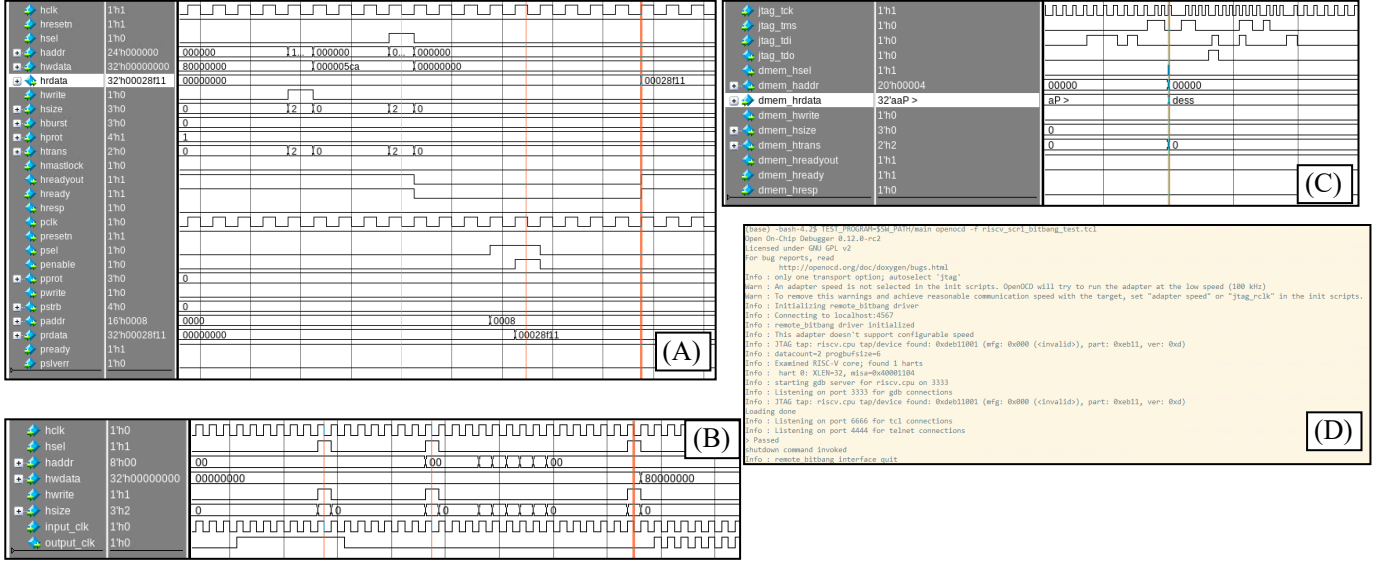 hclk 1'h1
hresetn 1'h1
hsel 1'h0
haddr 24'h000000 000000 1... 000000 0... 000000
hwdata 32'h00000000 80000000 000005ca 00000000
hrdata 32'h00028f11 00000000 00028f11
hwrite 1'h0
hsize 3'h0 0 2 0 2 0
hburst 3'h0 0
hprot 4'h1 1
htrans 2'h0 0 2 0 2 0
hmastlock 1'h0
hreadyout 1'h1
hready 1'h1
hresp 1'h0
pclk 1'h0
presetn 1'h1
psel 1'h0
penable 1'h0
pprot 3'h0 0
pwrite 1'h0
pstrb 4'h0 0
paddr 16'h0008 0000 0008
prdata 32'h00028f11 00000000 00028f11
pready 1'h1
pslverr 1'h0
(A)
hclk 1'h0
hsel 1'h1
haddr 8'h00 00 00 00
hwdata 32'h00000000 00000000 80000000
hwrite 1'h1
hsize 3'h2 0 0 0 0
input_clk 1'h0
output_clk 1'h0
(B)
jtag_tck 1'h1
jtag_tms 1'h0
jtag_tdi 1'h0
jtag_tdo 1'h0
dmem_hsel 1'h1
dmem_haddr 20'h00004 00000 00000
dmem_hrdata 32'aaP > aP > dess
dmem_hwrite 1'h0
dmem_hsize 3'h0 0
dmem_htrans 2'h2 0 0
dmem_hreadyout 1'h1
dmem_hready 1'h1
dmem_hresp 1'h0
(C)
(base) -bash-4.2$ TEST_PROGRAM=$SW_PATH/main openocd -f riscv_scr1_bitbang_test.tcl
Open On-Chip Debugger 0.12.0-rc2
Licensed under GNU GPL v2
For bug reports, read
http://openocd.org/doc/doxygen/bugs.html
Info : only one transport option; autoselect 'jtag'
Warn : An adapter speed is not selected in the init scripts. OpenOCD will try to run the adapter at the low speed (100 kHz)
Warn : To remove this warnings and achieve reasonable communication speed with the target, set "adapter speed" or "jtag_rclk" in the init scripts.
Info : Initializing remote_bitbang driver
Info : Connecting to localhost:4567
Info : remote_bitbang driver initialized
Info : This adapter doesn't support configurable speed
Info : JTAG tap: riscv.cpu tap/device found: 0xdeb11001 (mfg: 0x000 (<invalid>), part: 0xeb11, ver: 0xd)
Info : datacount=2 progbufsize=6
Info : Examined RISC-V core; found 1 harts
Info : hart 0: XLEN=32, misa=0x40001104
Info : starting gdb server for riscv.cpu on 3333
Info : Listening on port 3333 for gdb connections
Info : JTAG tap: riscv.cpu tap/device found: 0xdeb11001 (mfg: 0x000 (<invalid>), part: 0xeb11, ver: 0xd)
Loading done
Info : Listening on port 6666 for tcl connections
Info : Listening on port 4444 for telnet connections
> Passed
shutdown command invoked
Info : remote_bitbang interface quit
(D)